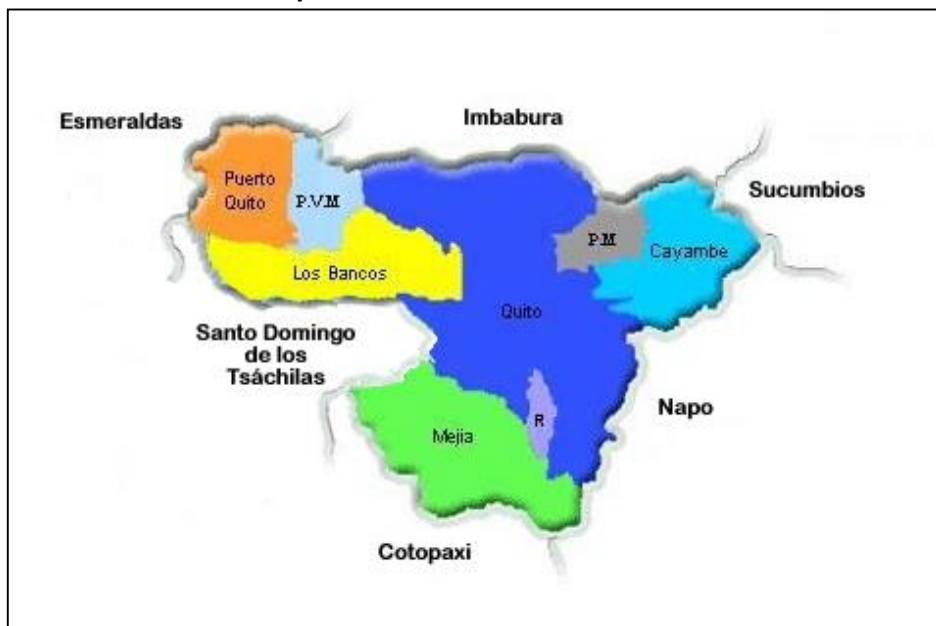 Esmeraldas
Imbabura
Sucumbios
Puerto
Quito
P.V.M
P.M
Cayambe
Los Bancos
Quito
Santo Domingo
de los
Tsáchilas
Napo
R
Mejia
Cotopaxi